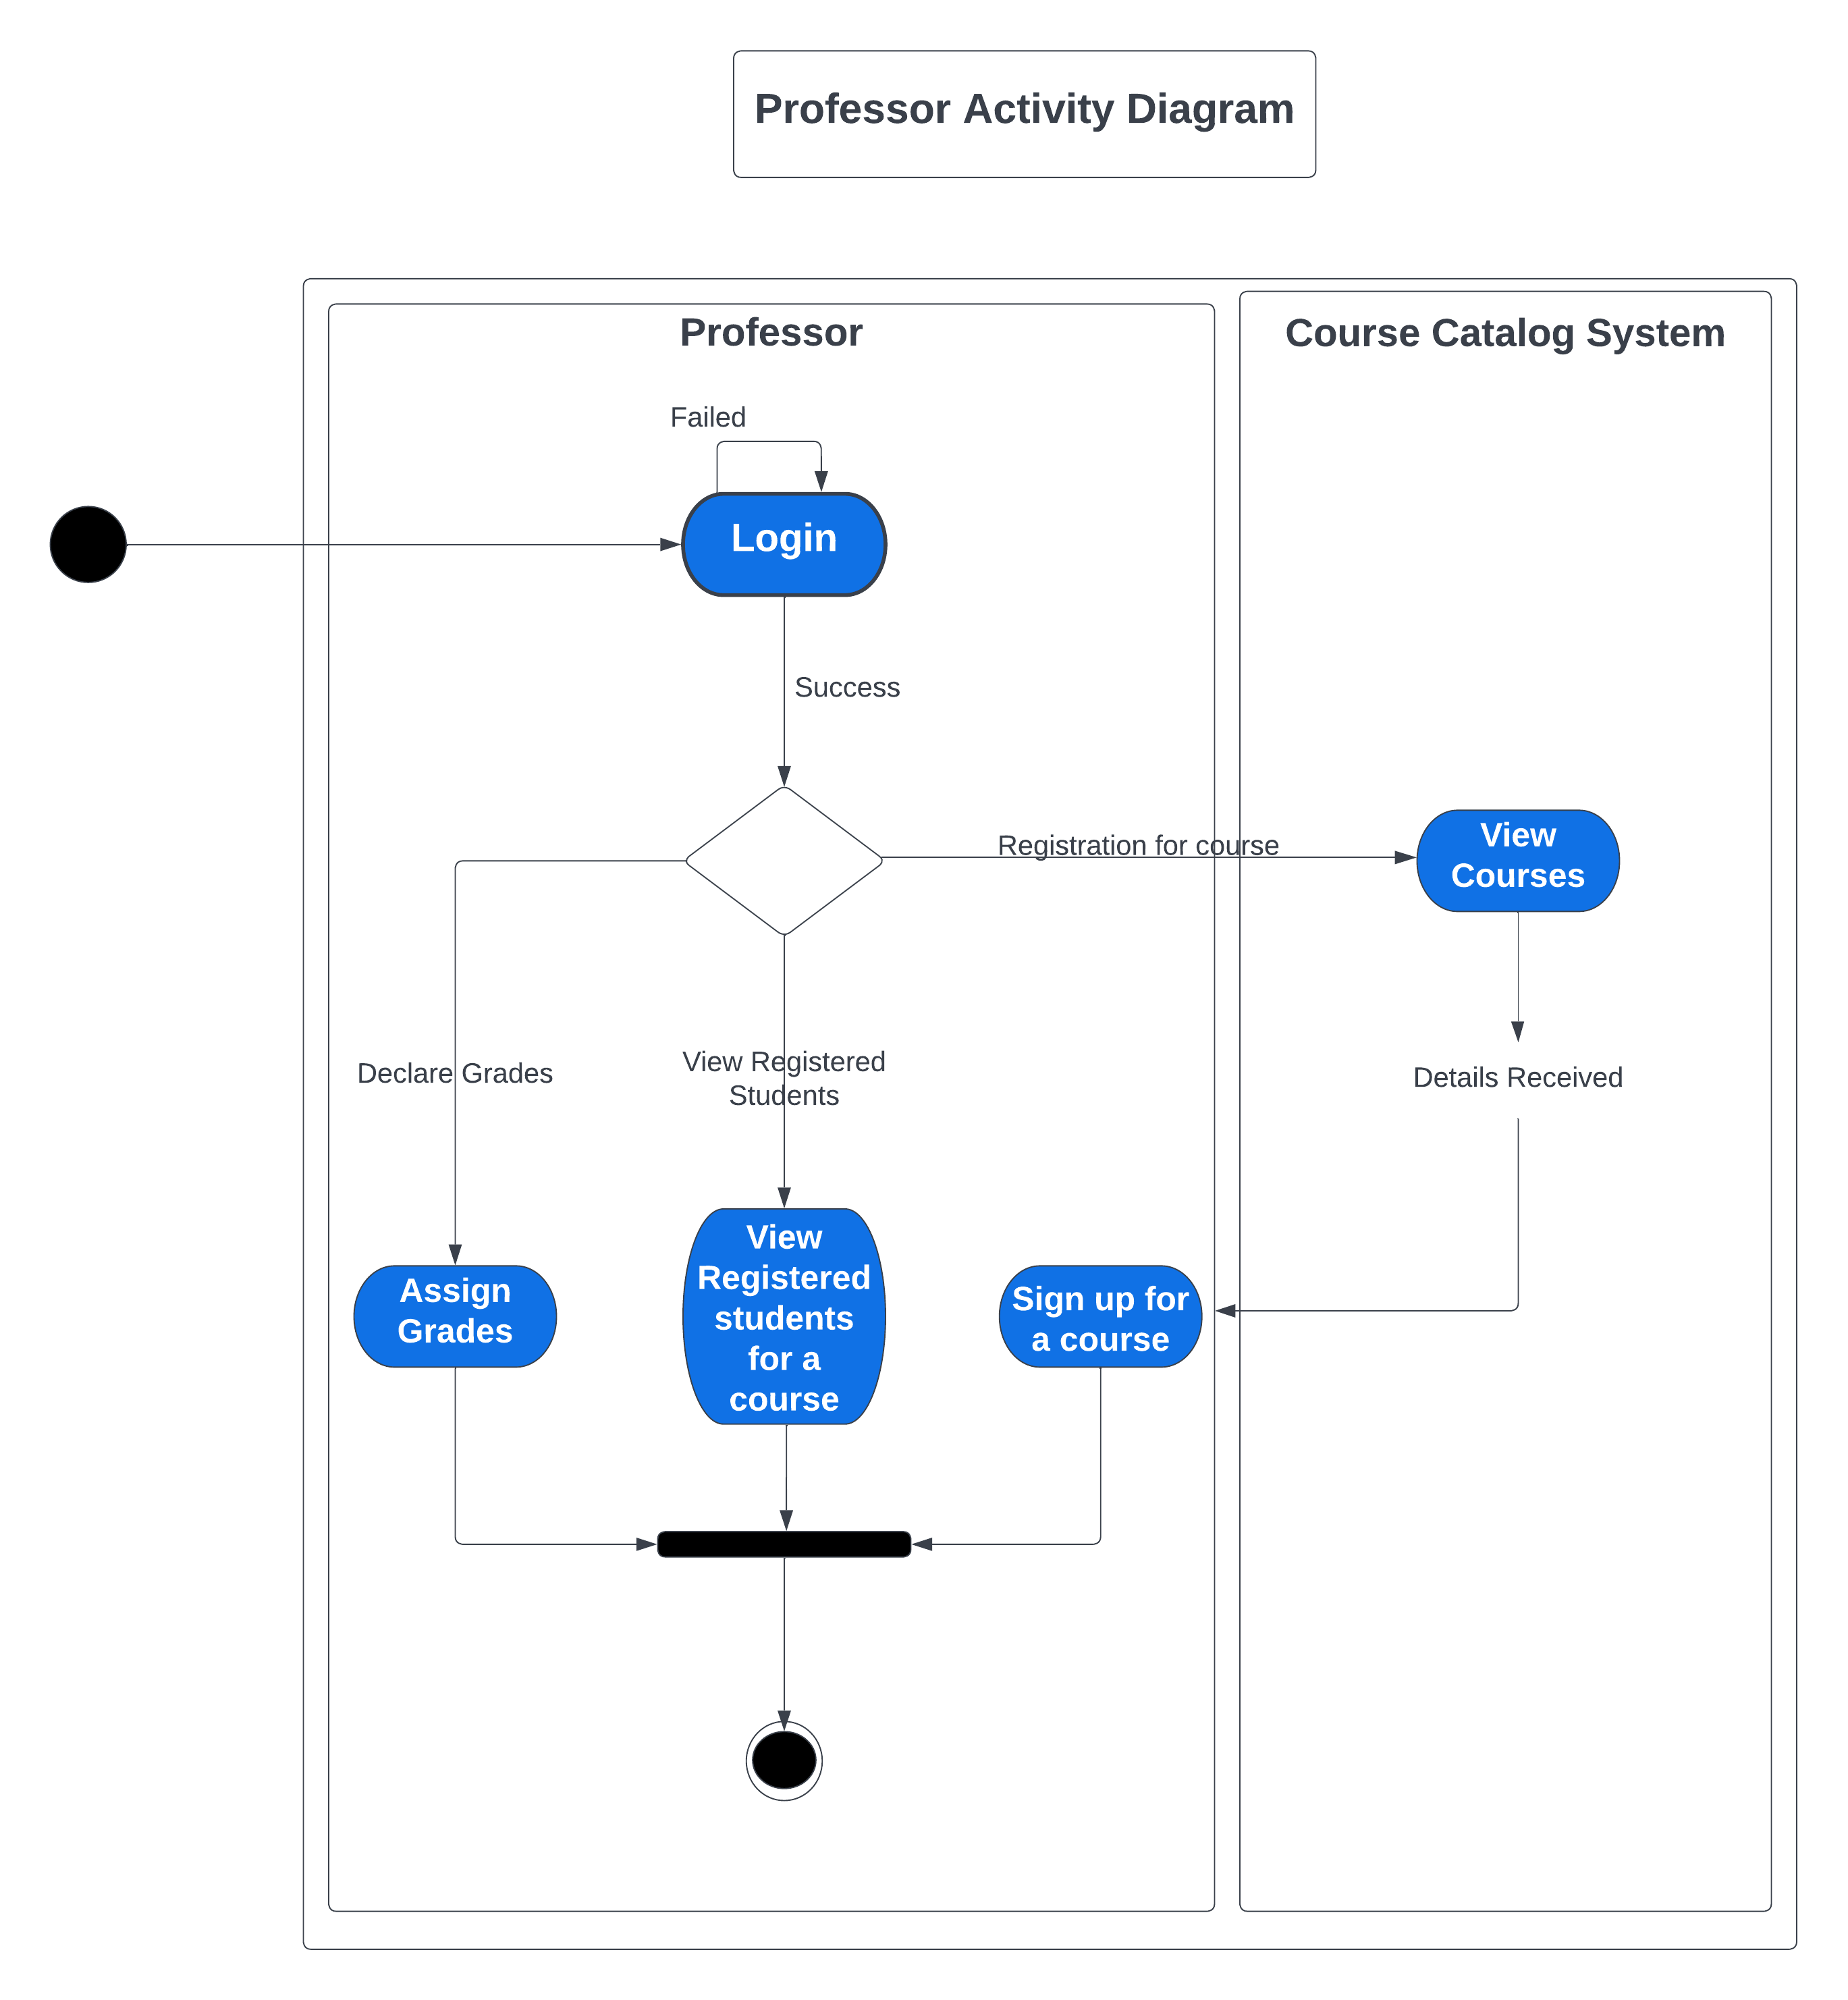 Professor Activity Diagram
Professor
Course Catalog System
Failed
Login
Success
Registration for course
View
Courses
Declare Grades
View Registered
Students
Details Received
Assign
Grades
View
Registered
students
for a
course
Sign up for
a course